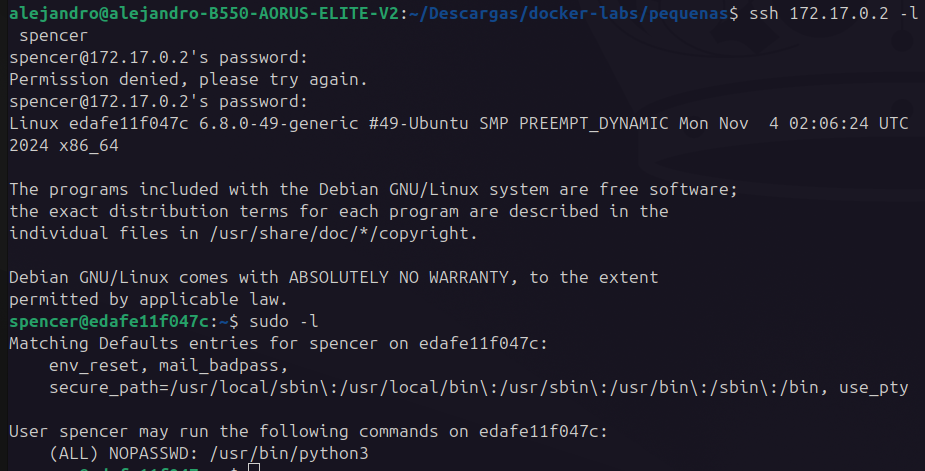 alejandro@alejandro-B550-AORUS-ELITE-V2:~/Descargas/docker-labs/pequenas$ ssh 172.17.0.2 -l
 spencer
spencer@172.17.0.2's password:
Permission denied, please try again.
spencer@172.17.0.2's password:
Linux edafe11f047c 6.8.0-49-generic #49-Ubuntu SMP PREEMPT_DYNAMIC Mon Nov  4 02:06:24 UTC
2024 x86_64

The programs included with the Debian GNU/Linux system are free software;
the exact distribution terms for each program are described in the
individual files in /usr/share/doc/*/copyright.

Debian GNU/Linux comes with ABSOLUTELY NO WARRANTY, to the extent
permitted by applicable law.
spencer@edafe11f047c:~$ sudo -l
Matching Defaults entries for spencer on edafe11f047c:
    env_reset, mail_badpass,
    secure_path=/usr/local/sbin\:/usr/local/bin\:/usr/sbin\:/usr/bin\:/sbin\:/bin, use_pty

User spencer may run the following commands on edafe11f047c:
    (ALL) NOPASSWD: /usr/bin/python3